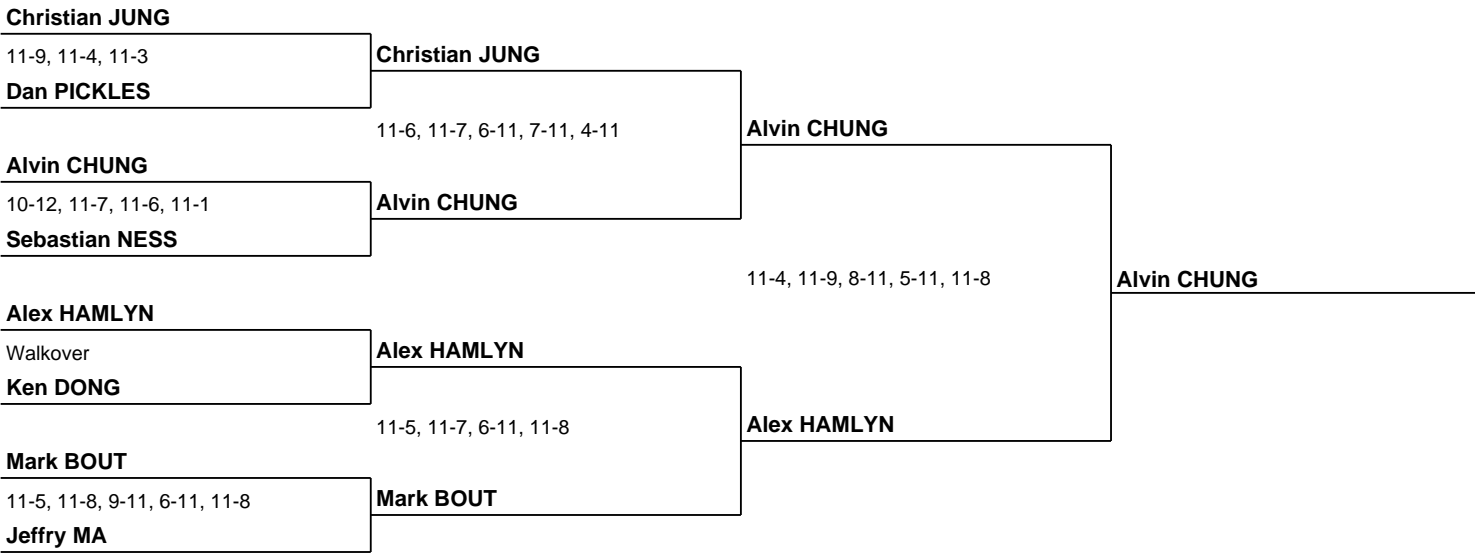 Christian JUNG
11-9, 11-4, 11-3
Christian JUNG
Dan PICKLES
11-6, 11-7, 6-11, 7-11, 4-11
Alvin CHUNG
Alvin CHUNG
10-12, 11-7, 11-6, 11-1
Alvin CHUNG
Sebastian NESS
11-4, 11-9, 8-11, 5-11, 11-8
Alvin CHUNG
Alex HAMLYN
Walkover
Alex HAMLYN
Ken DONG
11-5, 11-7, 6-11, 11-8
Alex HAMLYN
Mark BOUT
11-5, 11-8, 9-11, 6-11, 11-8
Mark BOUT
Jeffry MA